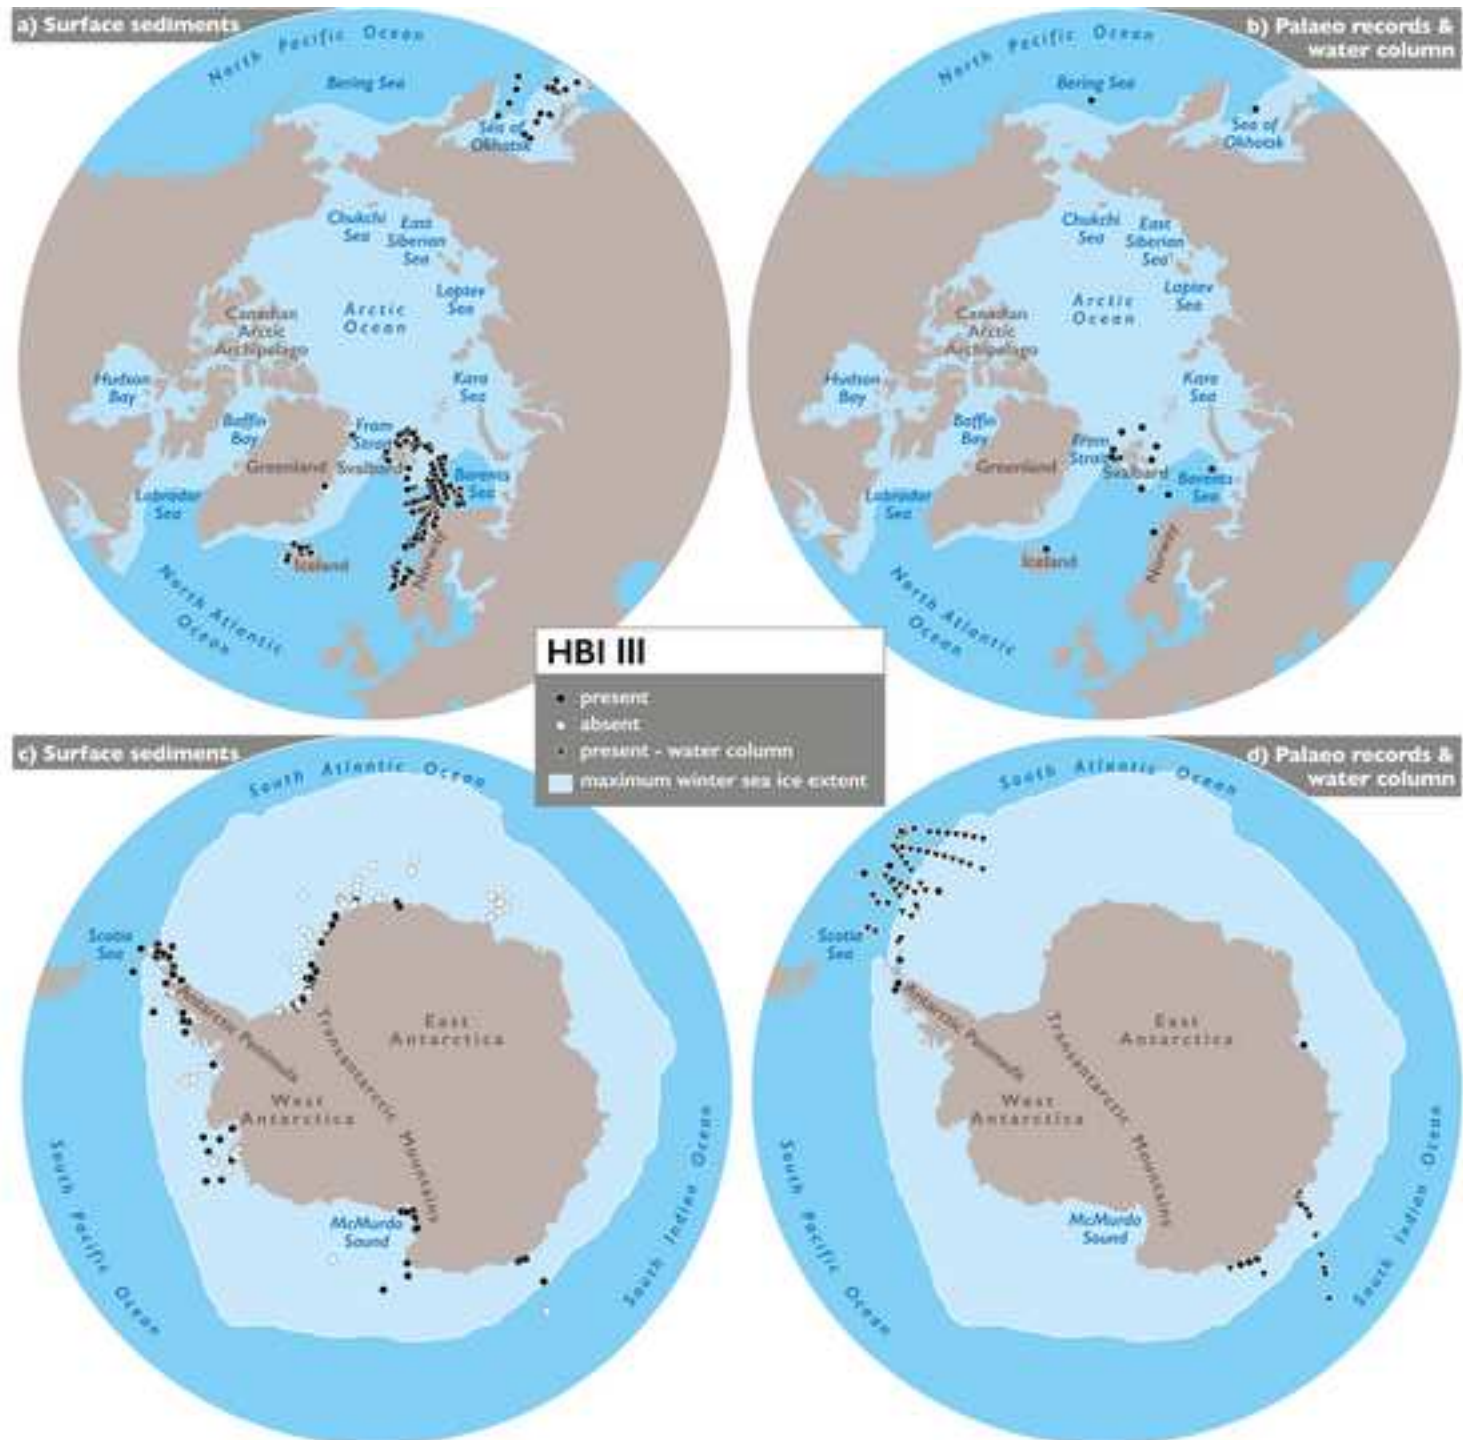 a) Surface sediments
North Pacific Ocean
Bering Sea
Sea of
Okhotsk
Chukchi
Sea
East
Siberian
Sea
Laptev
Sea
Arctic
Ocean
Canadian
Arctic
Archipelago
Hudson
Bay
Kara
Sea
Baffin
Bay
Fram
Strait
Greenland
Svalbard
Barents
Sea
Labrador
Sea
Norway
Iceland
North Atlantic
Ocean
b) Palaeo records &
water column
North Pacific Ocean
Bering Sea
Sea of
Okhotsk
Chukchi
Sea
East
Siberian
Sea
Laptev
Sea
Arctic
Ocean
Canadian
Arctic
Archipelago
Hudson
Bay
Kara
Sea
Baffin
Bay
Fram
Strait
Greenland
Svalbard
Barents
Sea
Labrador
Sea
Norway
Iceland
North Atlantic
Ocean
HBI III
present
absent
present - water column
maximum winter sea ice extent
c) Surface sediments
South Atlantic Ocean
Scotia
Sea
Antarctic Peninsula
East
Antarctica
Transantarctic Mountains
West
Antarctica
McMurdo
Sound
South Pacific Ocean
South Indian Ocean
d) Palaeo records &
water column
South Atlantic Ocean
Scotia
Sea
Antarctic Peninsula
East
Antarctica
Transantarctic Mountains
West
Antarctica
McMurdo
Sound
South Pacific Ocean
South Indian Ocean